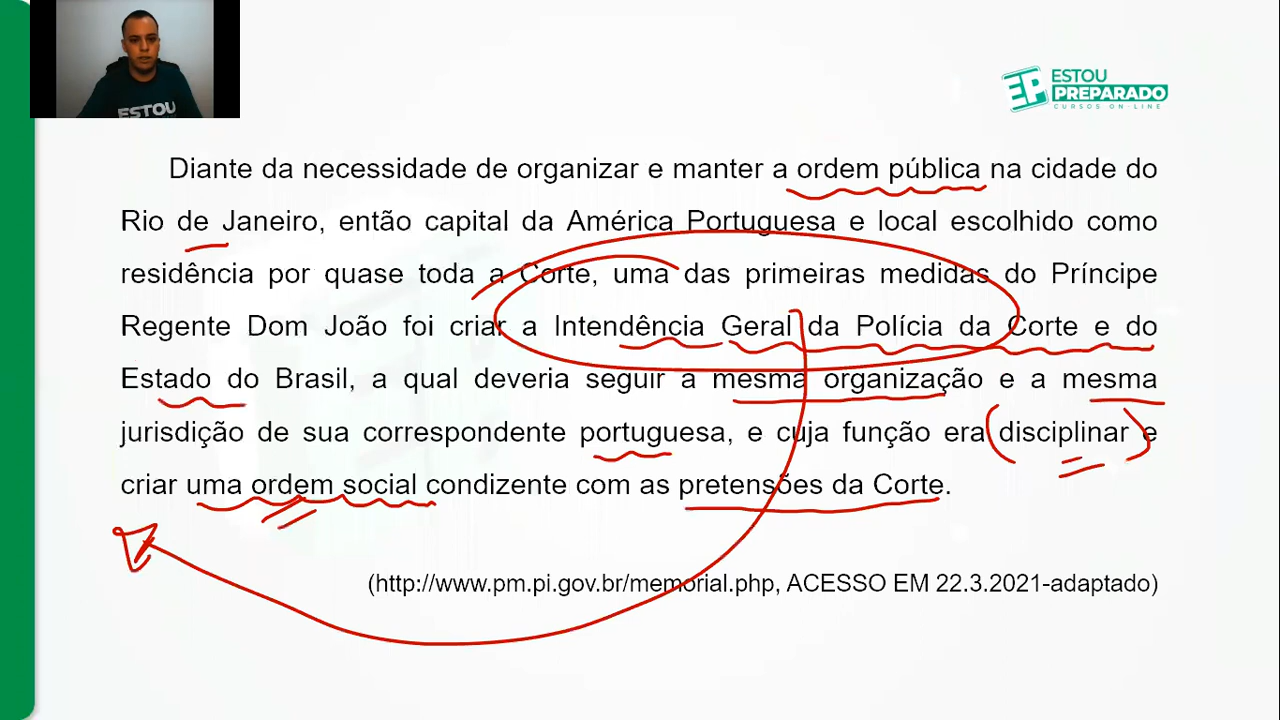 ESTOU
EP ESTOU
PREPARADO
CURSOS ON-LINE
Diante da necessidade de organizar e manter a ordem pública na cidade do
Rio de Janeiro, então capital da América Portuguesa e local escolhido como
residência por quase toda a Corte, uma das primeiras medidas do Príncipe
Regente Dom João foi criar a Intendência Geral da Polícia da Corte e do
Estado do Brasil, a qual deveria seguir a mesma organização e a mesma
jurisdição de sua correspondente portuguesa, e cuja função era disciplinar e
criar uma ordem social condizente com as pretensões da Corte.
(http://www.pm.pi.gov.br/memorial.php, ACESSO EM 22.3.2021-adaptado)